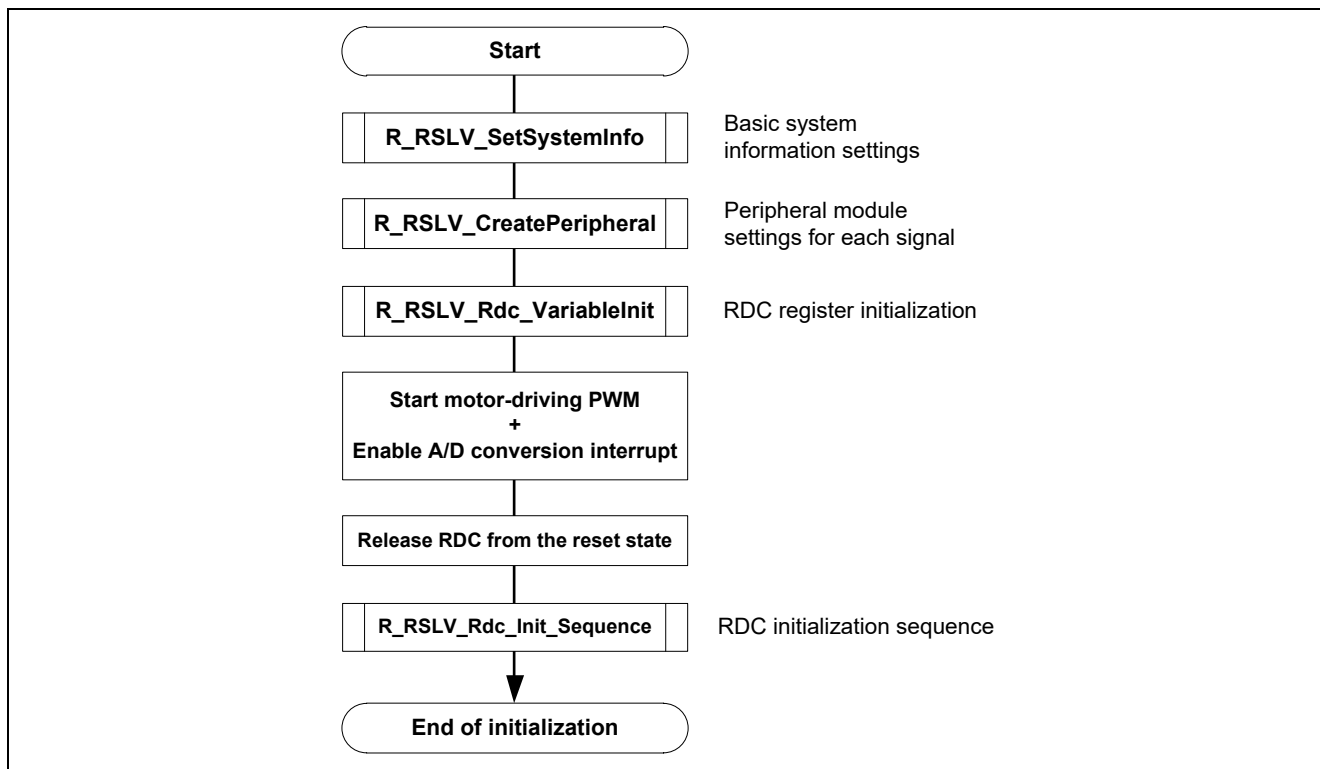 Start
R_RSLV_SetSystemInfo
Basic system
information settings
R_RSLV_CreatePeripheral
Peripheral module
settings for each signal
R_RSLV_Rdc_VariableInit
RDC register initialization
Start motor-driving PWM
+
Enable A/D conversion interrupt
Release RDC from the reset state
R_RSLV_Rdc_Init_Sequence
RDC initialization sequence
End of initialization